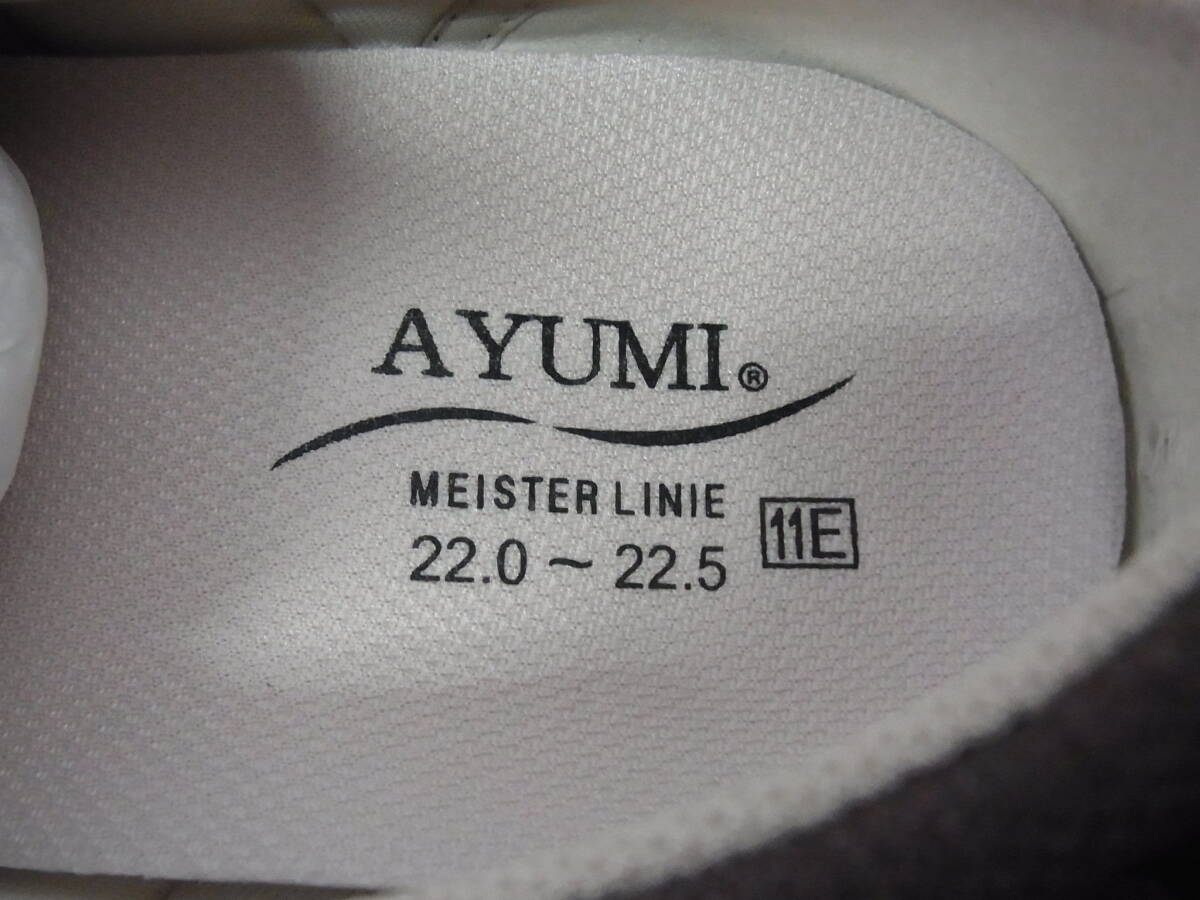 AYUMI®
MEISTER LINIE
22.0～22.5 11E